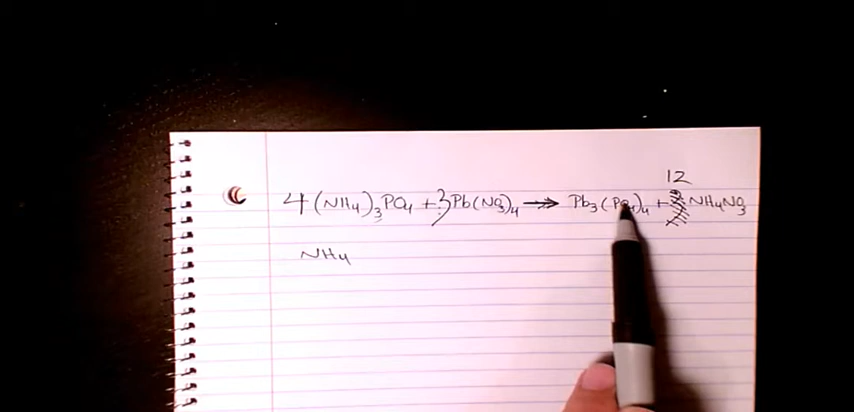 12
4(NH4)3PO4 + 3Pb(NO3)4 → Pb3(PO4)4 + NH4NO3
NH4